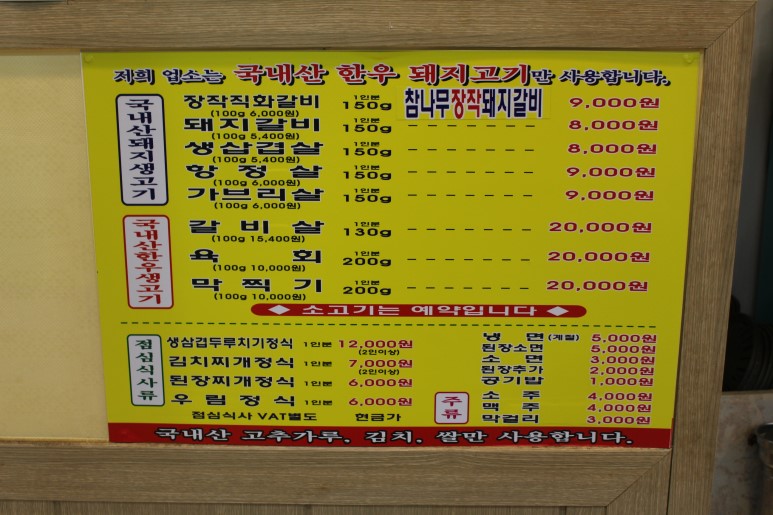 저희 업소는 국내산 한우 돼지고기만 사용합니다.
국내산돼지생고기
장작직화갈비 1인분 150g 참나무장작돼지갈비 9,000원
(100g 6,000원)
돼지갈비 1인분 150g - - - - - - - 8,000원
(100g 5,400원)
생삼겹살 1인분 150g - - - - - - - 8,000원
(100g 5,400원)
항정살 1인분 150g - - - - - - - 9,000원
(100g 6,000원)
가브리살 1인분 150g - - - - - - - 9,000원
(100g 6,000원)
국내산한우생고기
갈비살 1인분 130g - - - - - - - 20,000원
(100g 15,400원)
육회 1인분 200g - - - - - - - 20,000원
(100g 10,000원)
막찍기 1인분 200g - - - - - - - 20,000원
(100g 10,000원)
◆ 소고기는 예약입니다 ◆
점심식사류
생삼겹두루치기정식 1인분 12,000원
(2인이상)
김치찌개정식 1인분 7,000원
(2인이상)
된장찌개정식 1인분 6,000원
우림정식 1인분 6,000원
점심식사 VAT별도 현금가
냉면(계절) 5,000원
된장소면 5,000원
소면 3,000원
된장추가 2,000원
공기밥 1,000원
주류
소주 4,000원
맥주 4,000원
막걸리 3,000원
국내산 고추가루, 김치, 쌀만 사용합니다.